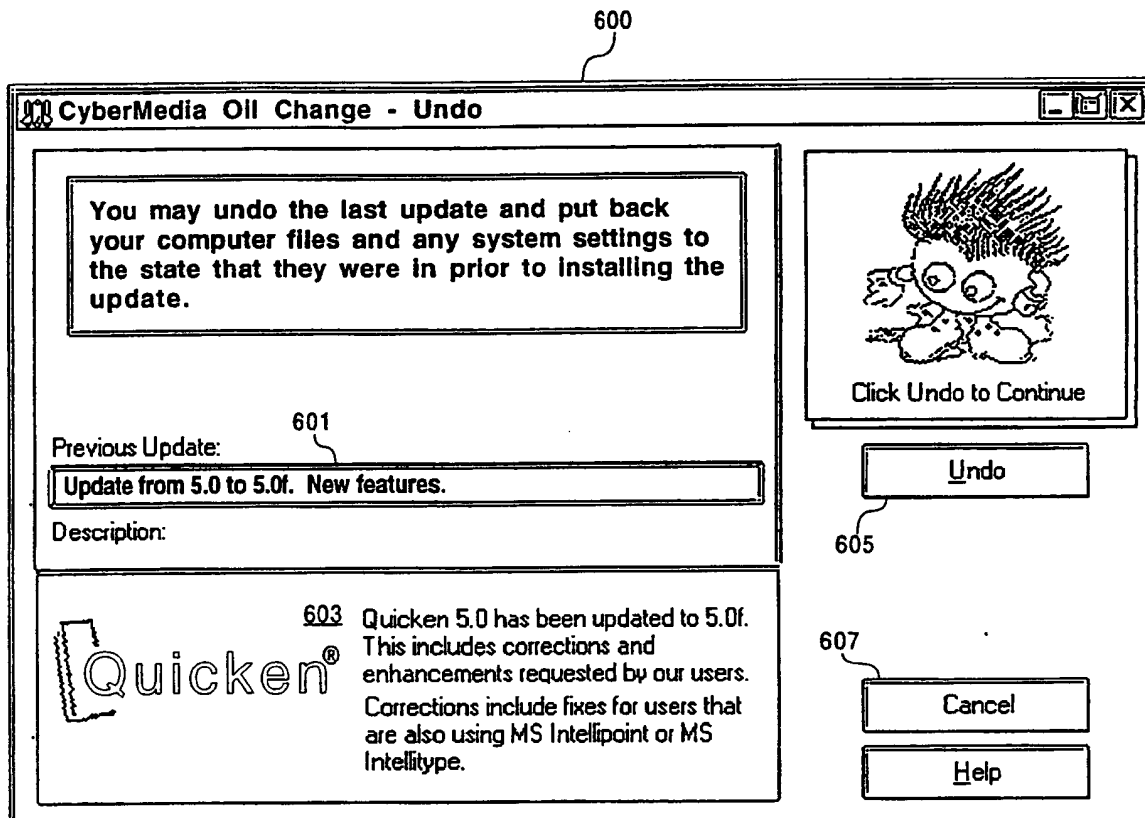 600
CyberMedia Oil Change - Undo
You may undo the last update and put back
your computer files and any system settings to
the state that they were in prior to installing the
update.
Click Undo to Continue
601
Previous Update:
Update from 5.0 to 5.0f. New features.
Description:
Undo
605
Quicken®
603 Quicken 5.0 has been updated to 5.0f.
This includes corrections and
enhancements requested by our users.
Corrections include fixes for users that
are also using MS Intellipoint or MS
Intellitype.
607
Cancel
Help